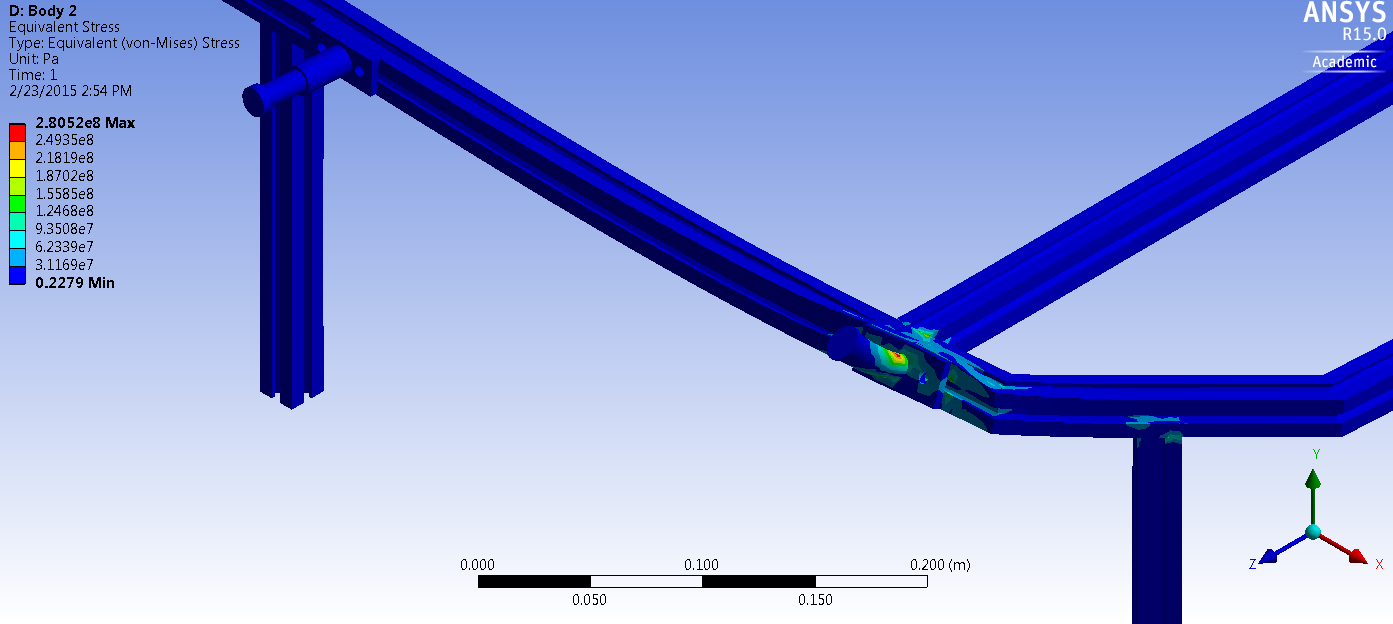 D: Body 2
Equivalent Stress
Type: Equivalent (von-Mises) Stress
Unit: Pa
Time: 1
2/23/2015 2:54 PM
2.8052e8 Max
2.4935e8
2.1819e8
1.8702e8
1.5585e8
1.2468e8
9.3508e7
6.2339e7
3.1169e7
0.2279 Min
ANSYS
R15.0
Academic
0.000 0.100 0.200 (m)
0.050 0.150
Y
Z X